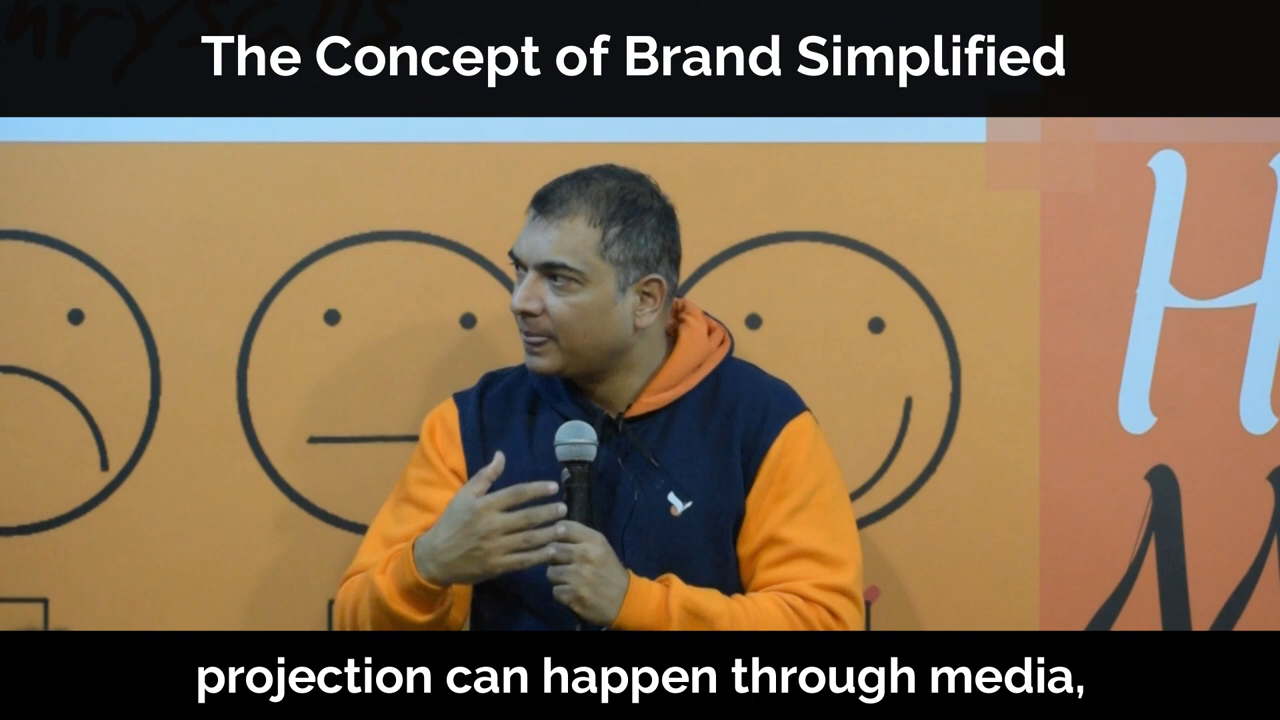 The Concept of Brand Simplified
projection can happen through media,